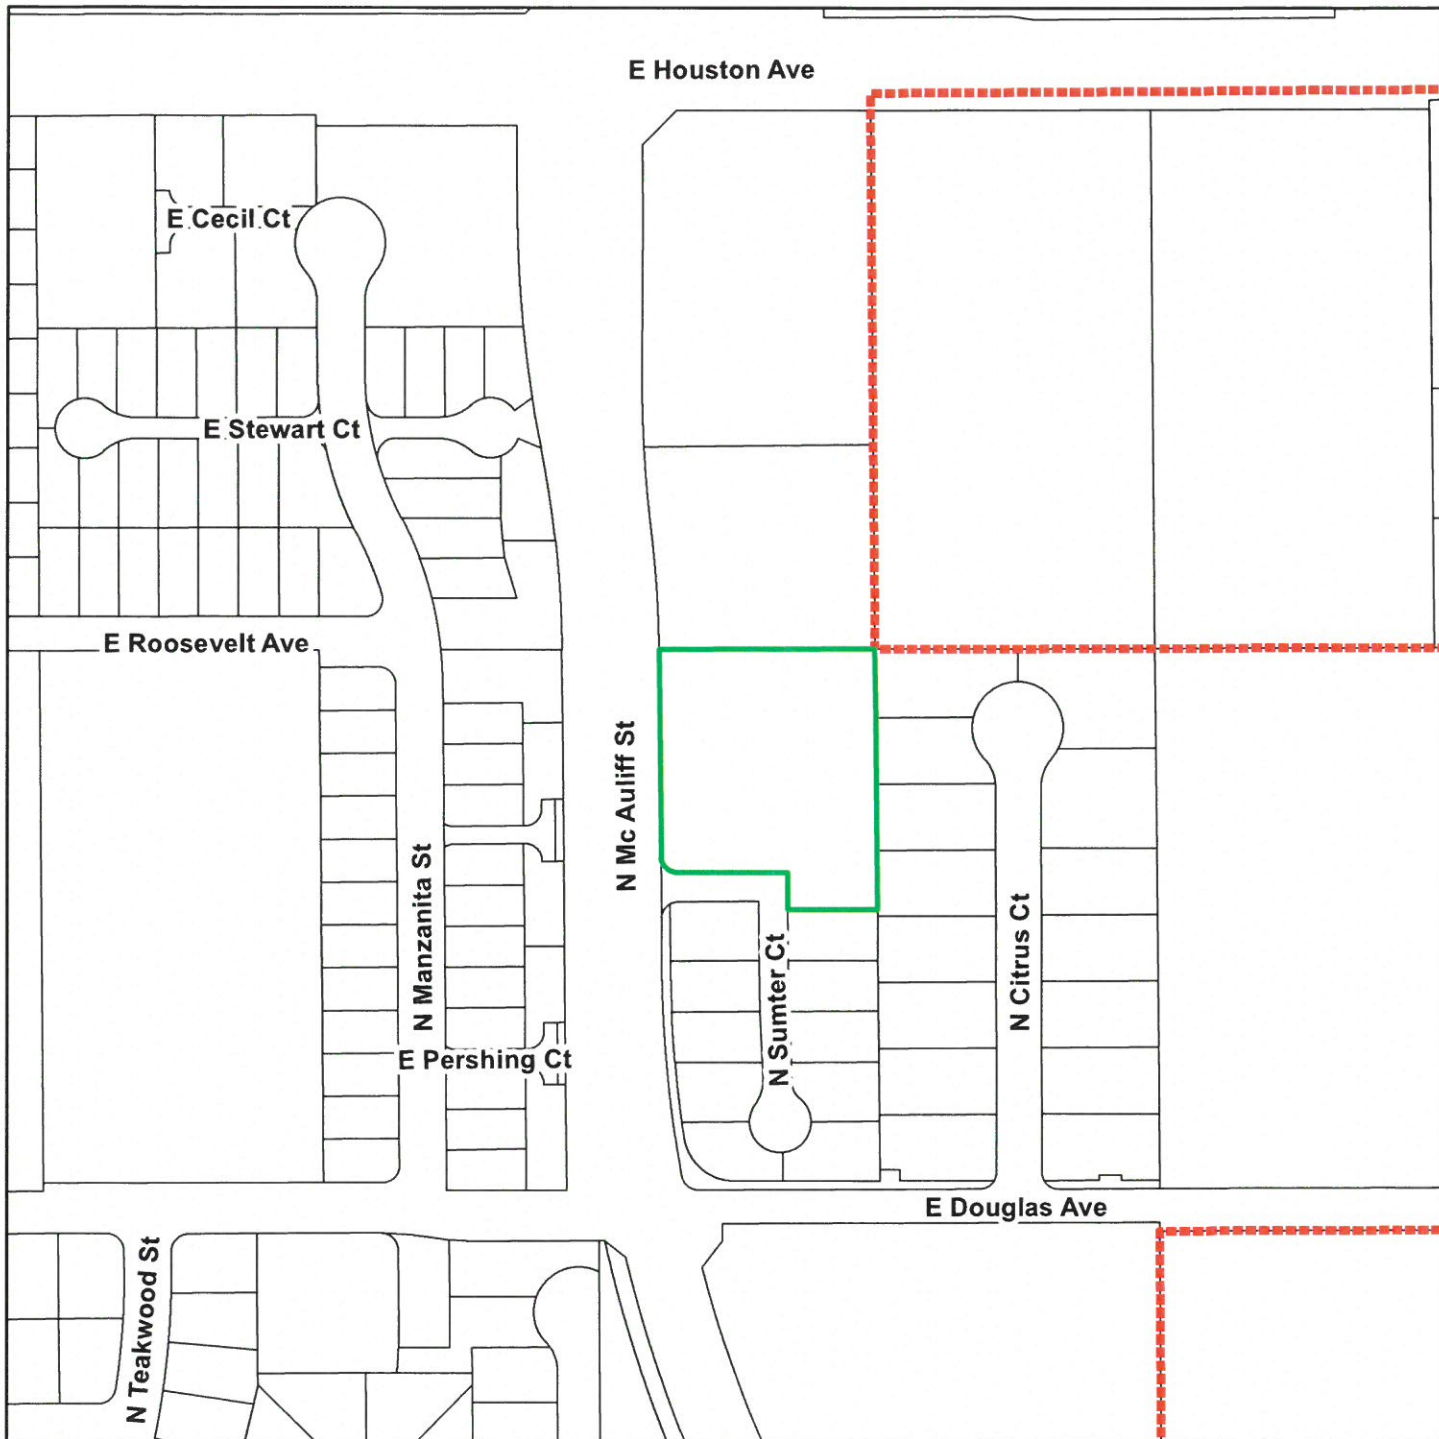 E Houston Ave
E Cecil Ct
E Stewart Ct
E Roosevelt Ave
N Mc Auliff St
N Manzanita St
N Citrus Ct
N Sumter Ct
E Pershing Ct
E Douglas Ave
N Teakwood St